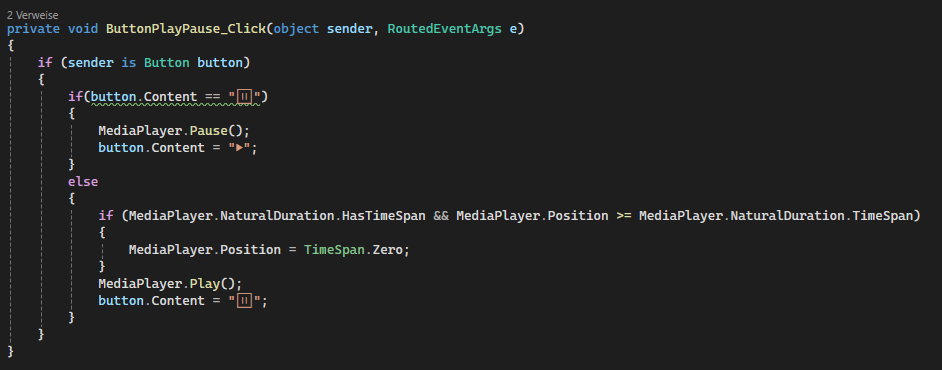 2 Verweise
private void ButtonPlayPause_Click(object sender, RoutedEventArgs e)
{
if (sender is Button button)
{
if(button.Content == "⏸")
{
MediaPlayer.Pause();
button.Content = "▶";
}
else
{
if (MediaPlayer.NaturalDuration.HasTimeSpan && MediaPlayer.Position >= MediaPlayer.NaturalDuration.TimeSpan)
{
MediaPlayer.Position = TimeSpan.Zero;
}
MediaPlayer.Play();
button.Content = "⏸";
}
}
}